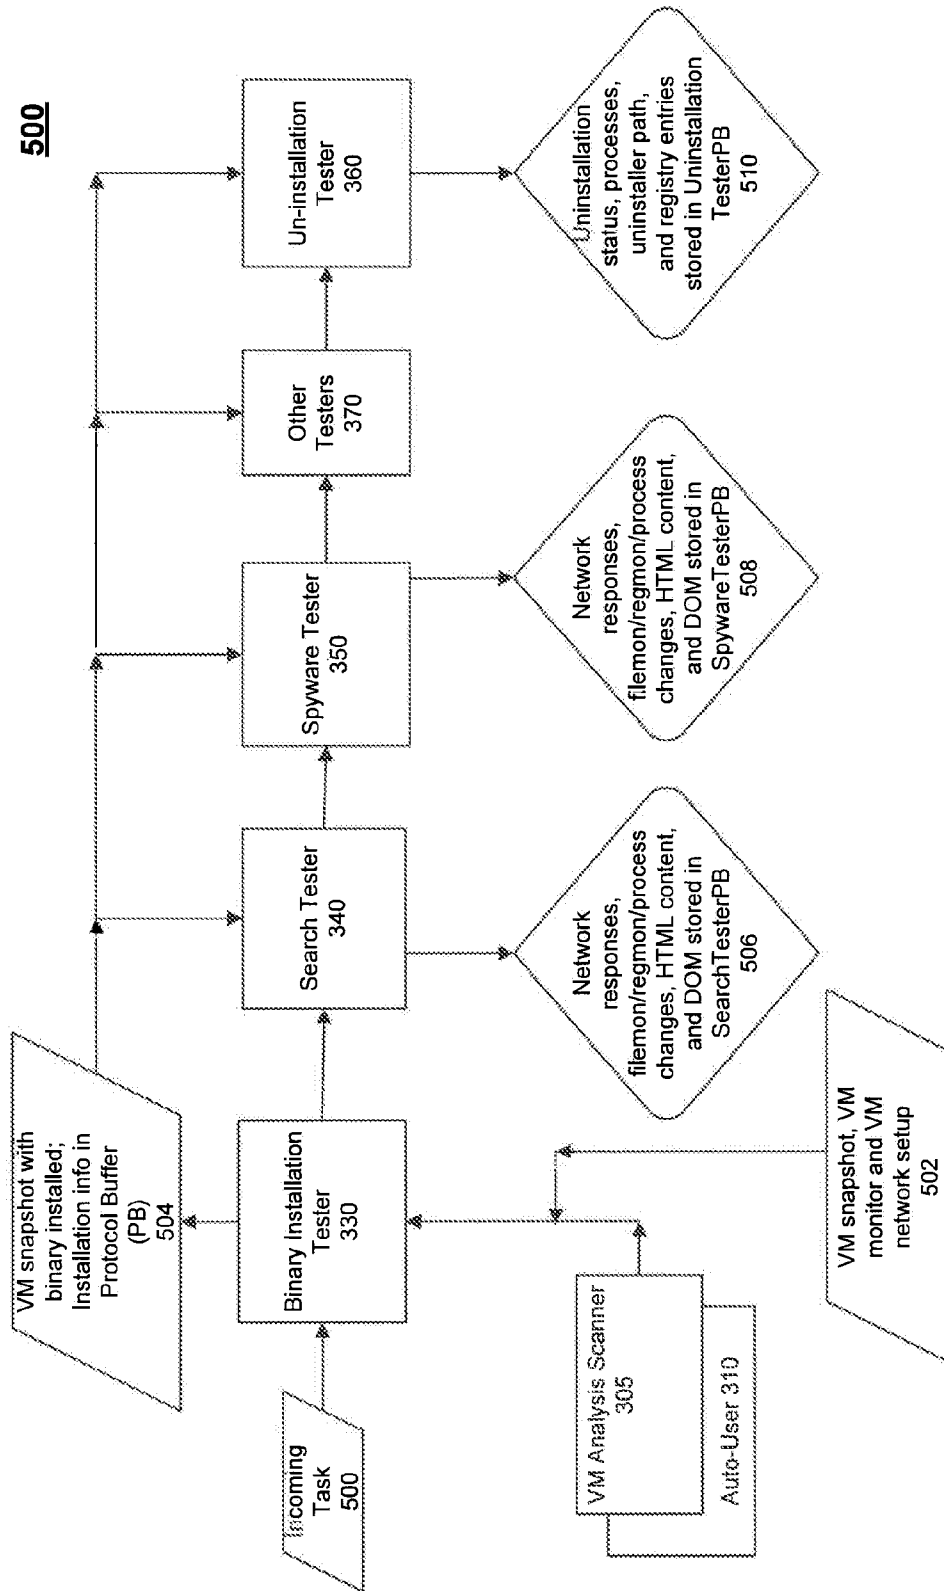 500
VM snapshot with
binary installed;
Installation info in
Protocol Buffer
(PB)
504
Incoming
Task
500
Binary Installation
Tester
330
Search Tester
340
Spyware Tester
350
Other
Testers
370
Un-installation
Tester
360
VM Analysis Scanner
305
Auto-User 310
VM snapshot, VM
monitor and VM
network setup
502
Network
responses,
filemon/regmon/process
changes, HTML content,
and DOM stored in
SearchTesterPB
506
Network
responses,
filemon/regmon/process
changes, HTML content,
and DOM stored in
SpywareTesterPB
508
Uninstallation
status, processes,
uninstaller path,
and registry entries
stored in Uninstallation
TesterPB
510